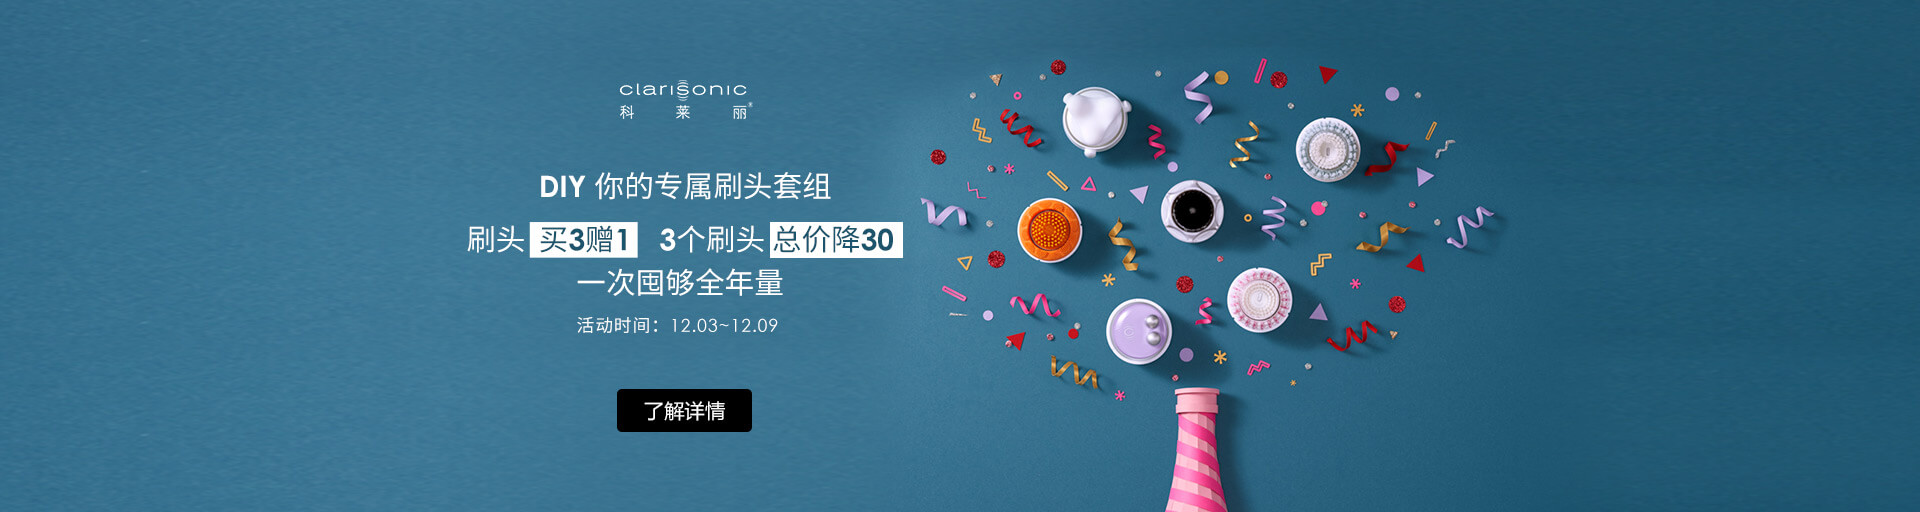 clarisonic
科莱丽®
DIY 你的专属刷头套组
刷头 买3赠1 3个刷头 总价降30
一次囤够全年量
活动时间：12.03~12.09
了解详情